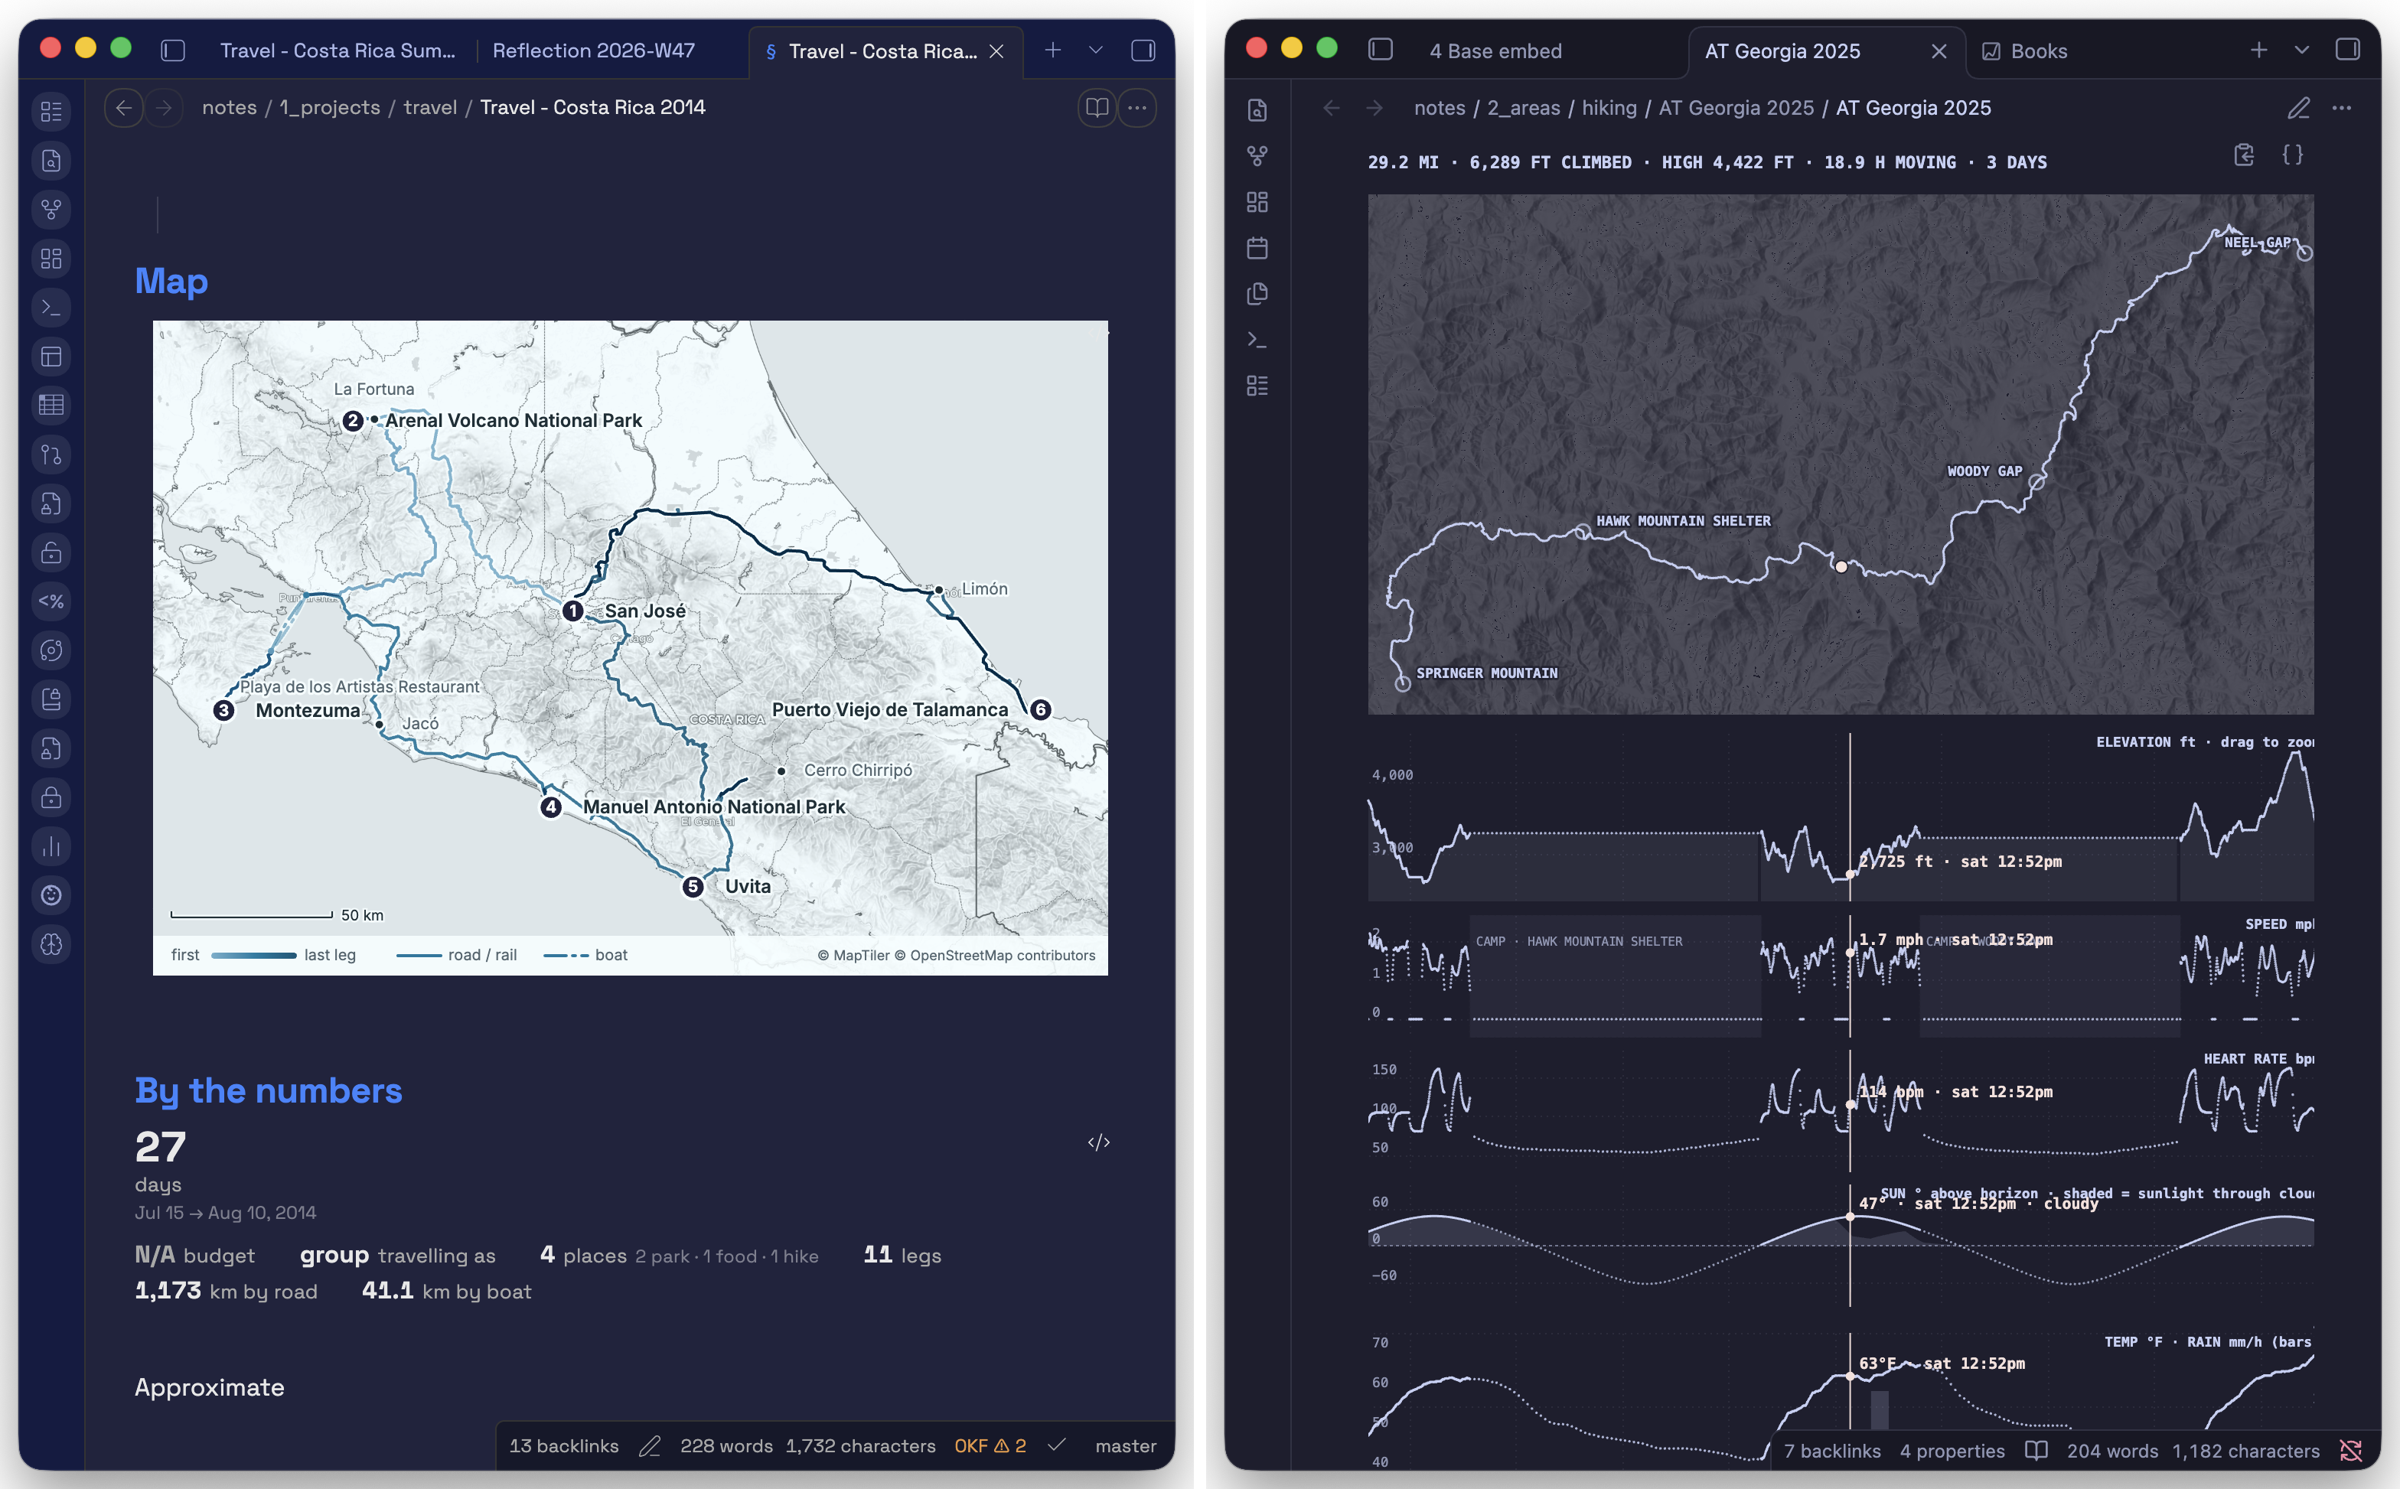 Travel - Costa Rica Sum...
Reflection 2026-W47
§ Travel - Costa Rica...
notes / 1_projects / travel / Travel - Costa Rica 2014
Map
La Fortuna
2 Arenal Volcano National Park
1 San José
Limón
Playa de los Artistas Restaurant
3 Montezuma
Jacó
COSTA RICA
Puerto Viejo de Talamanca 6
Cerro Chirripó
4 Manuel Antonio National Park
El General
5 Uvita
50 km
first last leg road / rail boat
© MapTiler © OpenStreetMap contributors
By the numbers
27
</>
days
Jul 15 → Aug 10, 2014
N/A budget group travelling as 4 places 2 park · 1 food · 1 hike 11 legs
1,173 km by road 41.1 km by boat
Approximate
13 backlinks 228 words 1,732 characters OKF ⚠ 2 master
<%
4 Base embed
AT Georgia 2025
Books
notes / 2_areas / hiking / AT Georgia 2025 / AT Georgia 2025
29.2 MI · 6,289 FT CLIMBED · HIGH 4,422 FT · 18.9 H MOVING · 3 DAYS
{}
NEEL GAP
WOODY GAP
HAWK MOUNTAIN SHELTER
SPRINGER MOUNTAIN
ELEVATION ft · drag to zoo
4,000
3,000
2,725 ft · sat 12:52pm
SPEED mp
2
CAMP · HAWK MOUNTAIN SHELTER
1.7 mph · sat 12:52pm
1
0
HEART RATE bp
150
114 bpm · sat 12:52pm
100
50
SUN ° above horizon · shaded = sunlight through clou
60
47° · sat 12:52pm · cloudy
0
-60
TEMP °F · RAIN mm/h (bars
70
63°F · sat 12:52pm
60
50
40
7 backlinks 4 properties 204 words 1,182 characters